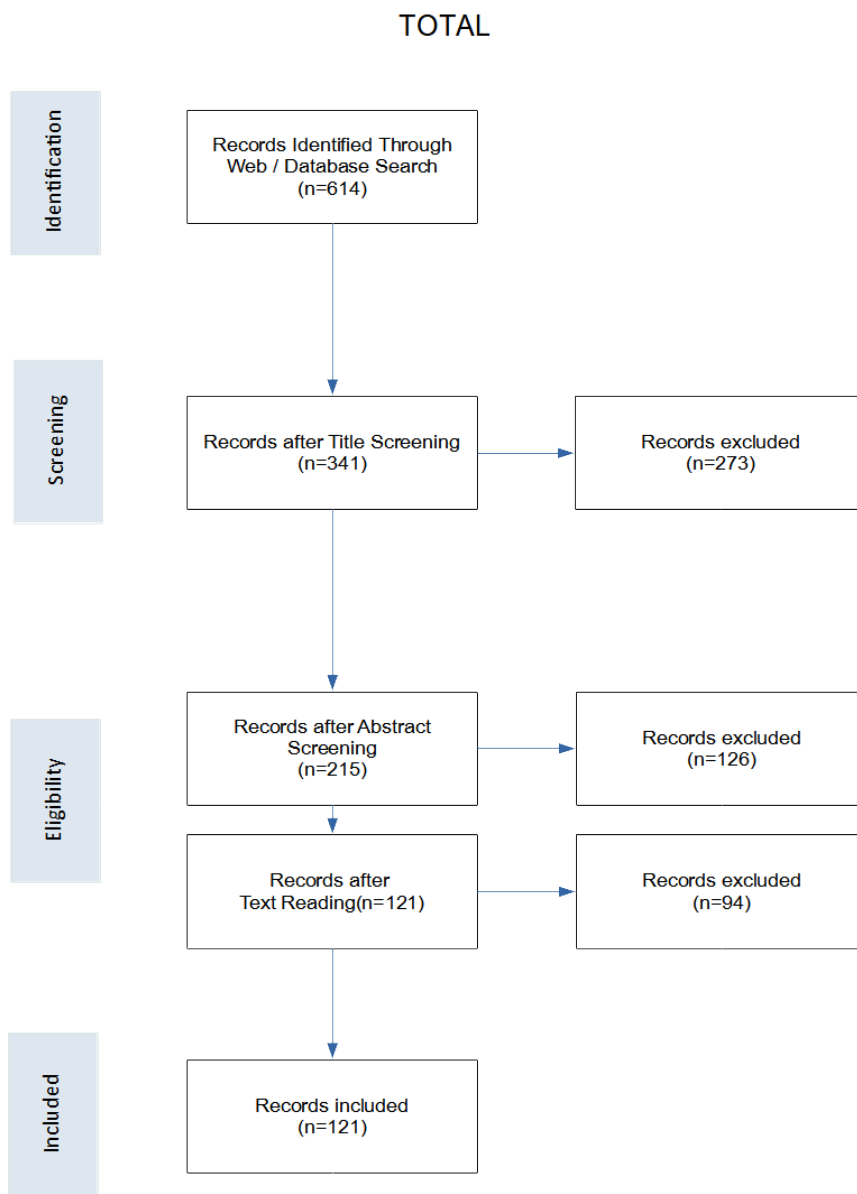 TOTAL
Identification
Records Identified Through
Web / Database Search
(n=614)
Screening
Records after Title Screening
(n=341)
Records excluded
(n=273)
Eligibility
Records after Abstract
Screening
(n=215)
Records excluded
(n=126)
Records after
Text Reading(n=121)
Records excluded
(n=94)
Included
Records included
(n=121)